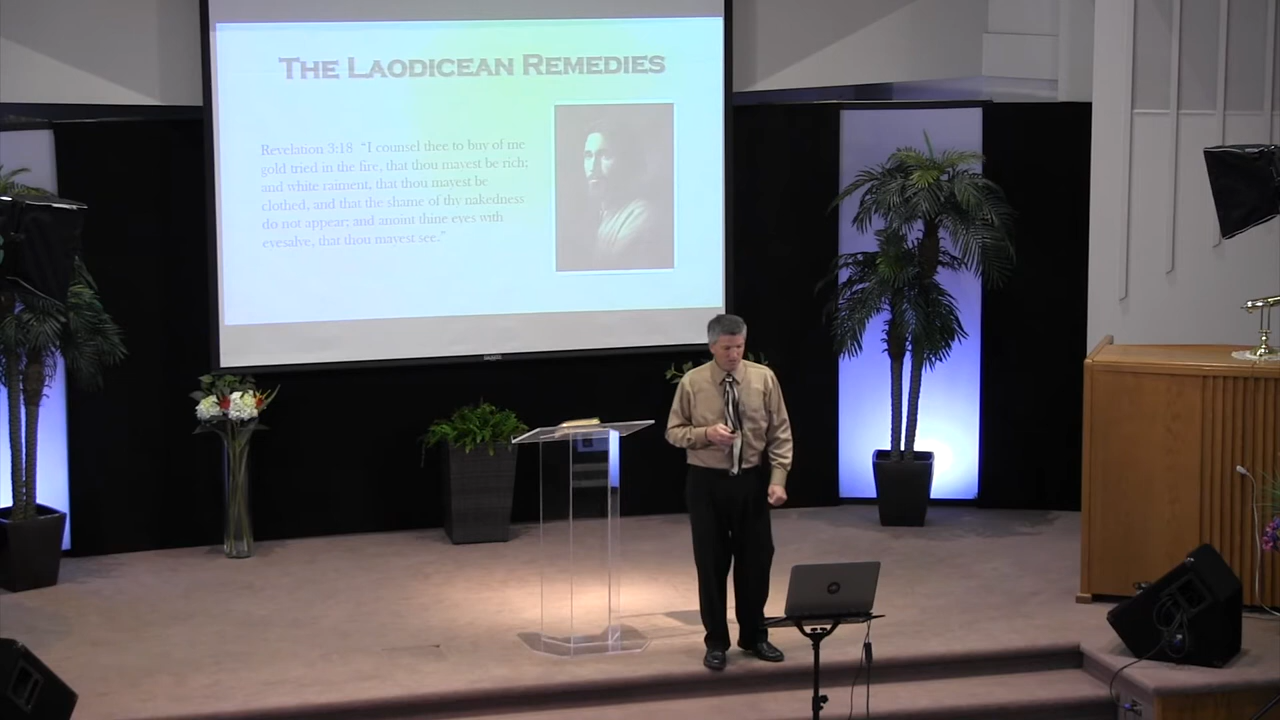 THE LAODICEAN REMEDIES
Revelation 3:18 "I counsel thee to buy of me
gold tried in the fire, that thou mayest be rich;
and white raiment, that thou mayest be
clothed, and that the shame of thy nakedness
do not appear; and anoint thine eyes with
eyesalve, that thou mayest see."